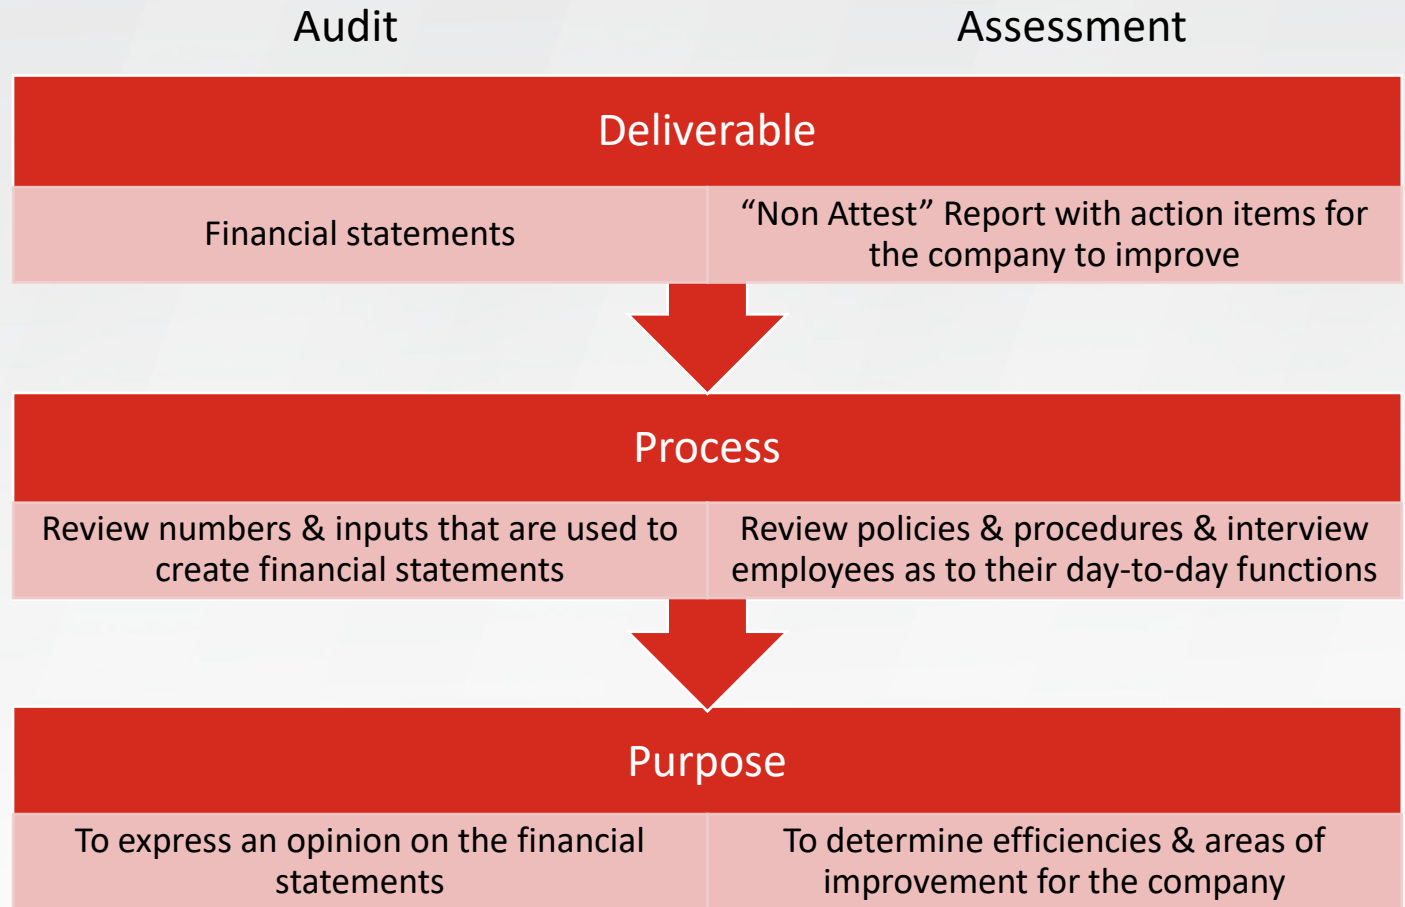 Audit
Assessment
Deliverable
Financial statements
“Non Attest” Report with action items for
the company to improve
Process
Review numbers & inputs that are used to
create financial statements
Review policies & procedures & interview
employees as to their day-to-day functions
Purpose
To express an opinion on the financial
statements
To determine efficiencies & areas of
improvement for the company